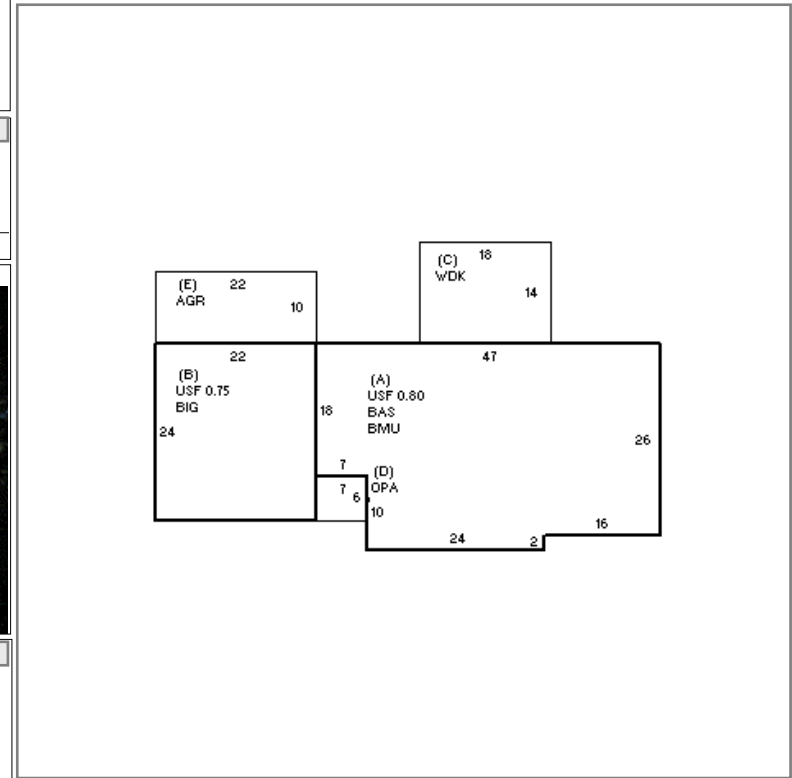 (C) 18
WDK
14
(E) 22
AGR
10
22
47
(B)
USF 0.75
BIG
24
(A)
USF 0.80
BAS
BMU
18
26
7
(D)
OPA
7 6
10
24
2
16